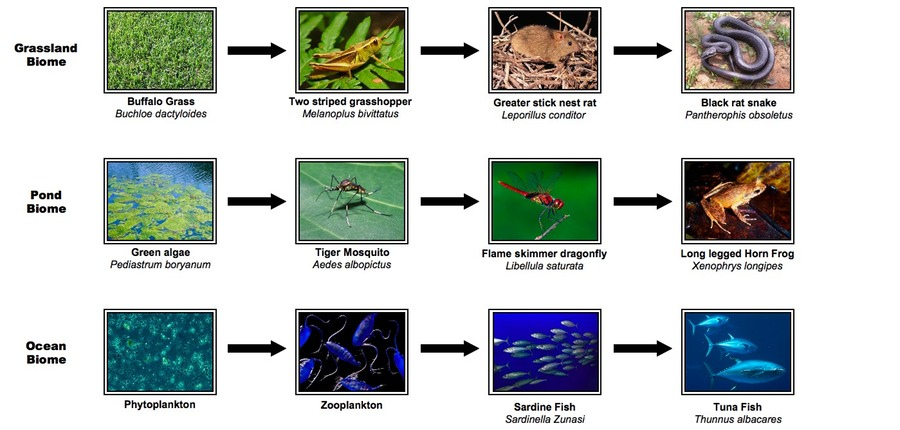 Grassland
Biome
Buffalo Grass
Buchloe dactyloides
Two striped grasshopper
Melanoplus bivittatus
Greater stick nest rat
Leporillus conditor
Black rat snake
Pantherophis obsoletus
Pond
Biome
Green algae
Pediastrum boryanum
Tiger Mosquito
Aedes albopictus
Flame skimmer dragonfly
Libellula saturata
Long legged Horn Frog
Xenophrys longipes
Ocean
Biome
Phytoplankton
Zooplankton
Sardine Fish
Sardinella Zunasi
Tuna Fish
Thunnus albacares